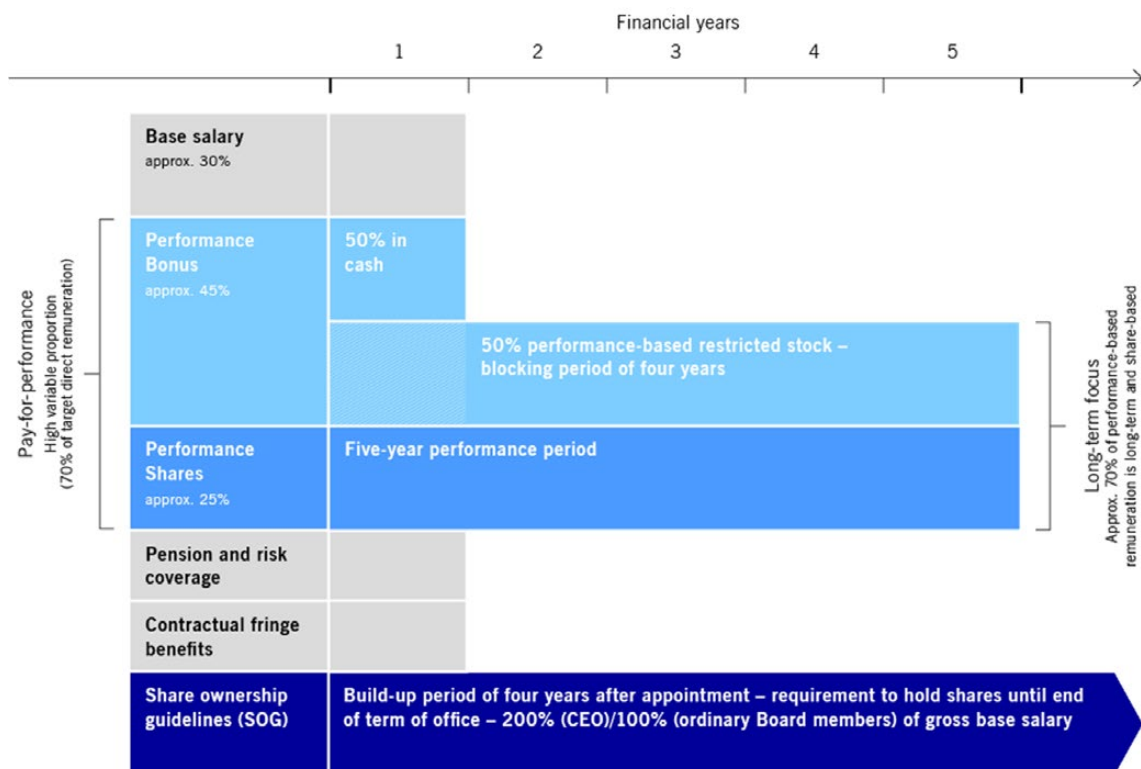 Financial years
1 2 3 4 5
Base salary
approx. 30%
Pay-for-performance
High variable proportion
(70% of target direct remuneration)
Performance
Bonus
approx. 45%
50% in
cash
50% performance-based restricted stock –
blocking period of four years
Performance
Shares
approx. 25%
Five-year performance period
Long-term focus
Approx. 70% of performance-based
remuneration is long-term and share-based
Pension and risk
coverage
Contractual fringe
benefits
Share ownership
guidelines (SOG)
Build-up period of four years after appointment – requirement to hold shares until end
of term of office – 200% (CEO)/100% (ordinary Board members) of gross base salary